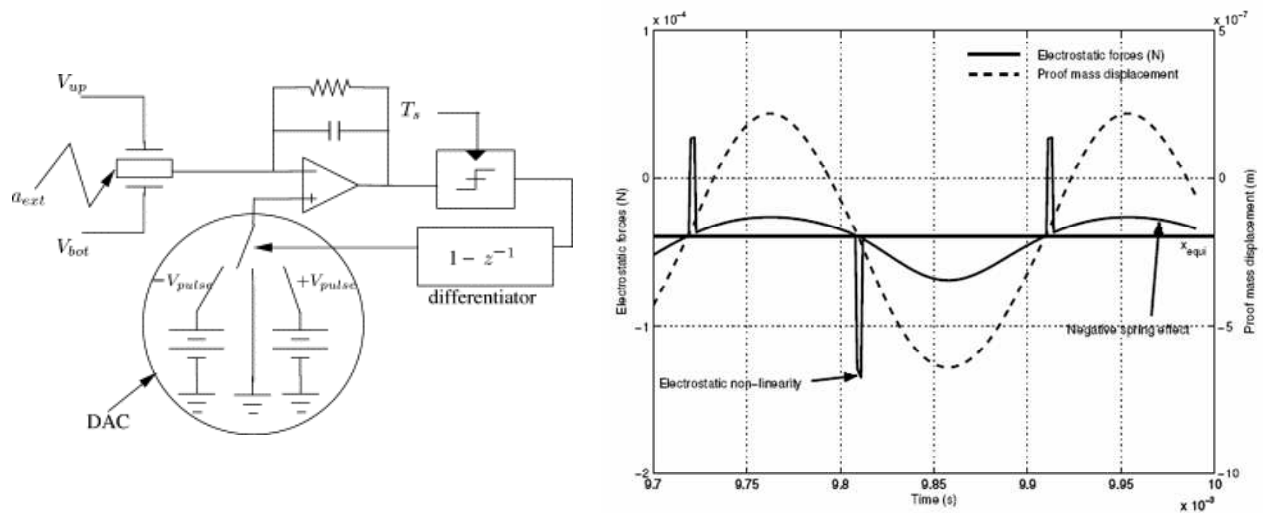 V_up
a_ext
V_bot
T_s
1 − z^{−1}
differentiator
−V_pulse
+V_pulse
DAC
x 10^{-4}
x 10^{-7}
1
5
Electrostatic forces (N)
Proof mass displacement
0
0
Electrostatic forces (N)
Proof mass displacement (m)
x_equi
−1
−5
Negative spring effect
Electrostatic non−linearity
−2
−10
9.7
9.75
9.8
9.85
9.9
9.95
10
Time (s)
x 10^{-3}